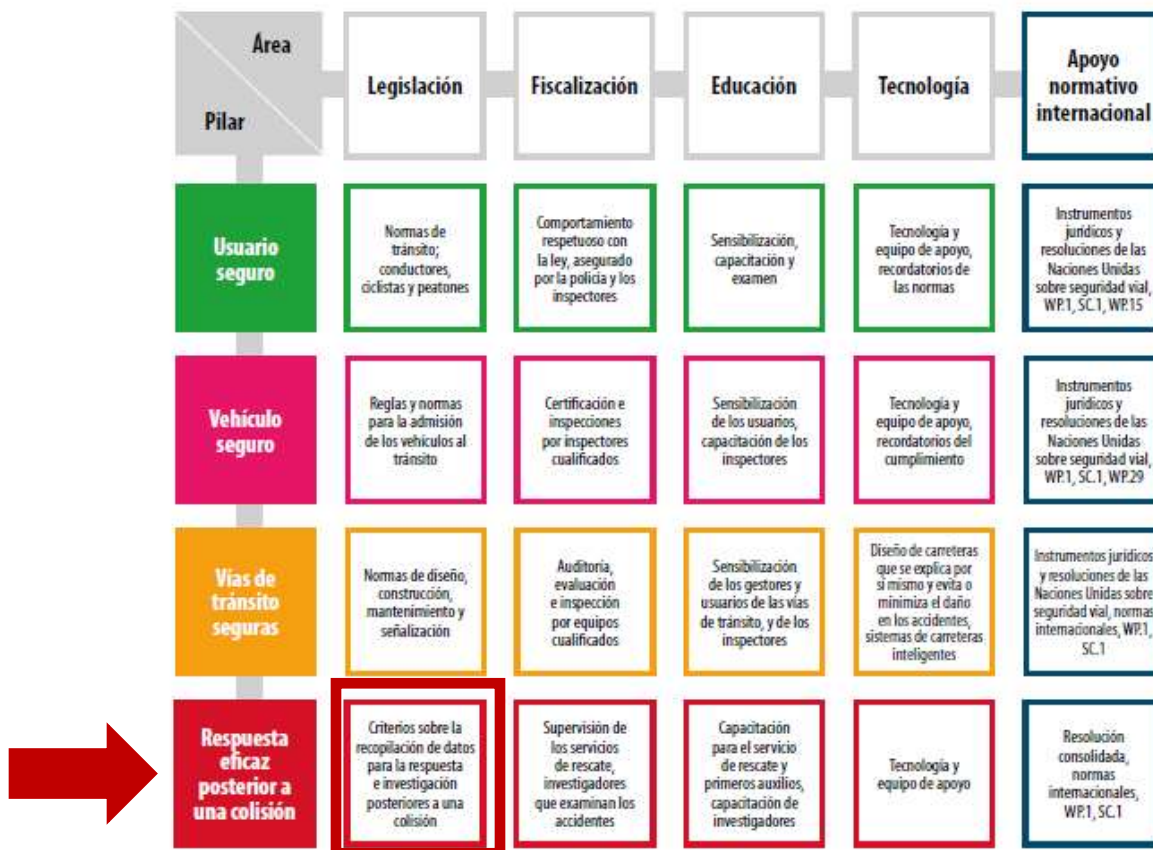 Área
Pilar
Legislación
Fiscalización
Educación
Tecnología
Apoyo
normativo
internacional
Usuario
seguro
Normas de
tránsito;
conductores,
ciclistas y peatones
Comportamiento
respetuoso con
la ley, asegurado
por la policía y los
inspectores
Sensibilización,
capacitación y
examen
Tecnología y
equipo de apoyo,
recordatorios de
las normas
Instrumentos
jurídicos y
resoluciones de las
Naciones Unidas
sobre seguridad vial,
WP.1, SC.1, WP.15
Vehículo
seguro
Reglas y normas
para la admisión
de los vehículos al
tránsito
Certificación e
inspecciones
por inspectores
cualificados
Sensibilización
de los usuarios,
capacitación de los
inspectores
Tecnología y
equipo de apoyo,
recordatorios del
cumplimiento
Instrumentos
jurídicos y
resoluciones de las
Naciones Unidas
sobre seguridad vial,
WP.1, SC.1, WP.29
Vías de
tránsito
seguras
Normas de diseño,
construcción,
mantenimiento y
señalización
Auditoría,
evaluación
e inspección
por equipos
cualificados
Sensibilización
de los gestores y
usuarios de las vías
de tránsito, y de los
inspectores
Diseño de carreteras
que se explica por
sí mismo y evita o
minimiza el daño
en los accidentes,
sistemas de carreteras
inteligentes
Instrumentos jurídicos
y resoluciones de las
Naciones Unidas sobre
seguridad vial, normas
internacionales, WP.1,
SC.1
Respuesta
eficaz
posterior a
una colisión
Criterios sobre la
recopilación de datos
para la respuesta
e investigación
posteriores a una
colisión
Supervisión de
los servicios
de rescate,
investigadores
que examinan los
accidentes
Capacitación
para el servicio
de rescate y
primeros auxilios,
capacitación de
investigadores
Tecnología y
equipo de apoyo
Resolución
consolidada,
normas
internacionales,
WP.1, SC.1